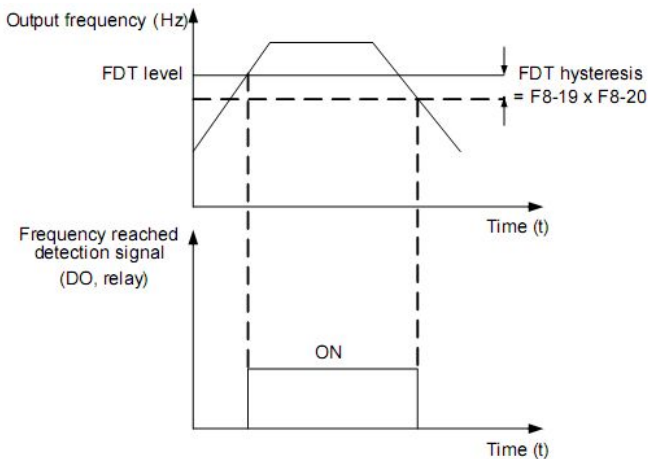 Output frequency (Hz)
FDT level
FDT hysteresis
= F8-19 x F8-20
Time (t)
Frequency reached
detection signal
(DO, relay)
ON
Time (t)